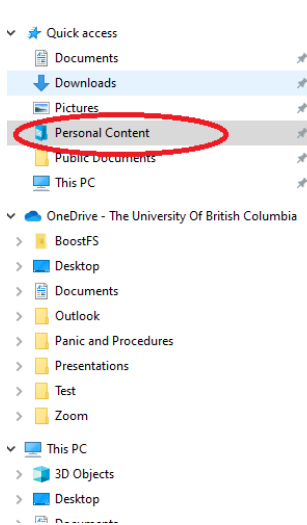 Quick access
Documents
Downloads
Pictures
Personal Content
Public Documents
This PC
OneDrive - The University Of British Columbia
BoostFS
Desktop
Documents
Outlook
Panic and Procedures
Presentations
Test
Zoom
This PC
3D Objects
Desktop
Documents